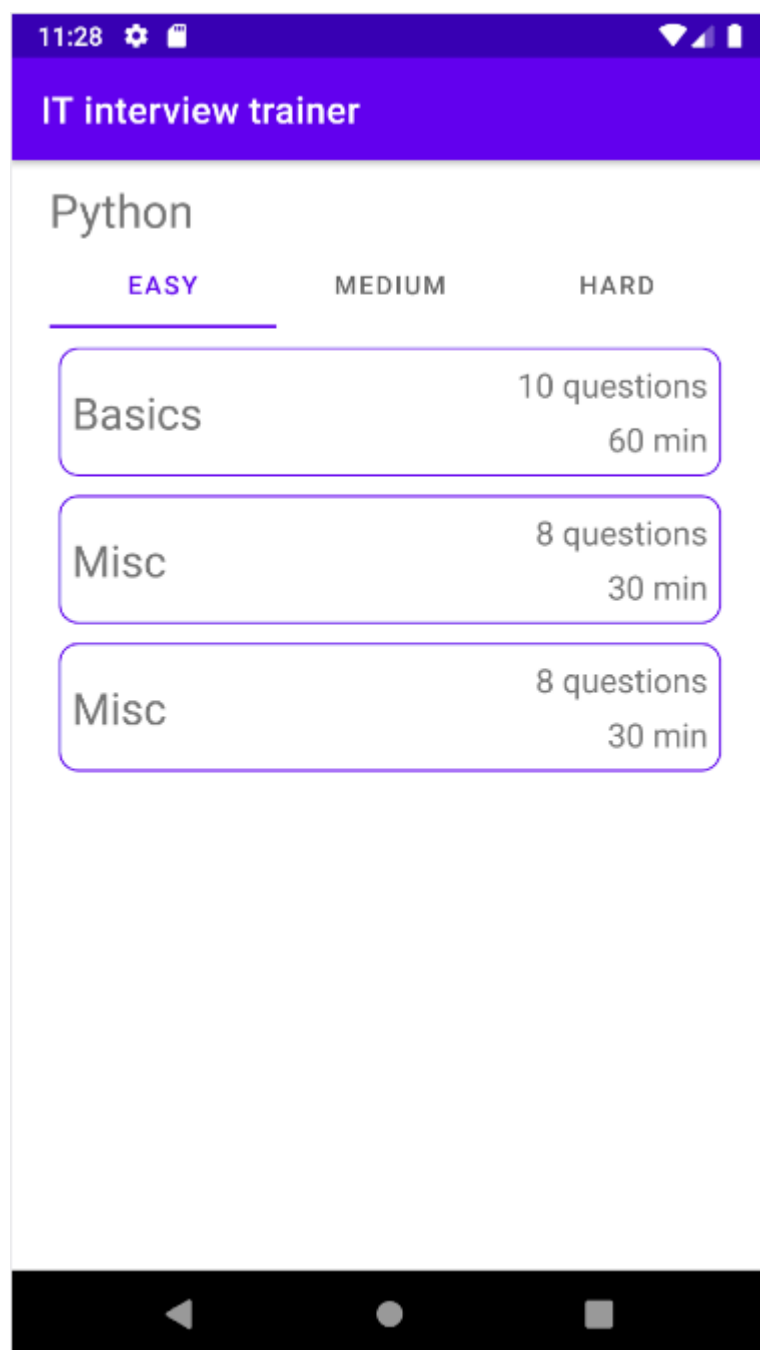 11:28
IT interview trainer
Python
EASY MEDIUM HARD
Basics
10 questions
60 min
Misc
8 questions
30 min
Misc
8 questions
30 min